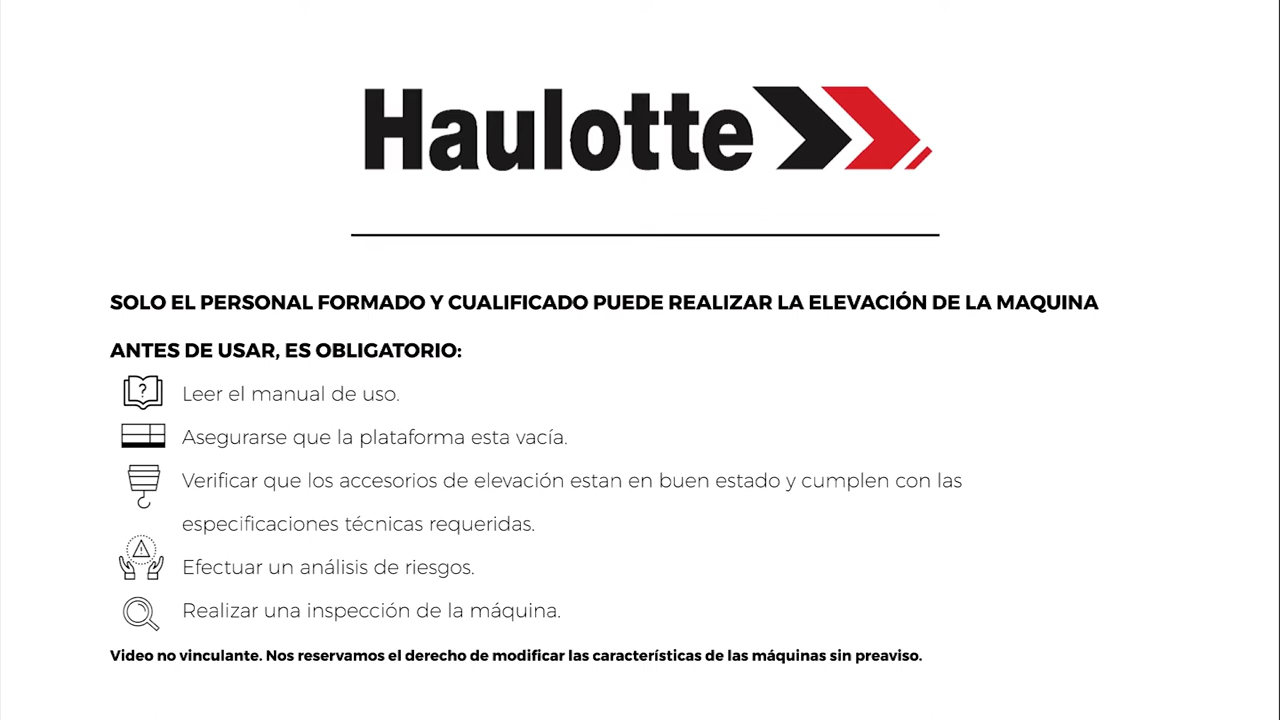 Haulotte
SOLO EL PERSONAL FORMADO Y CUALIFICADO PUEDE REALIZAR LA ELEVACIÓN DE LA MAQUINA
ANTES DE USAR, ES OBLIGATORIO:
Leer el manual de uso.
Asegurarse que la plataforma esta vacía.
Verificar que los accesorios de elevación estan en buen estado y cumplen con las
especificaciones técnicas requeridas.
Efectuar un análisis de riesgos.
Realizar una inspección de la máquina.
Video no vinculante. Nos reservamos el derecho de modificar las características de las máquinas sin preaviso.